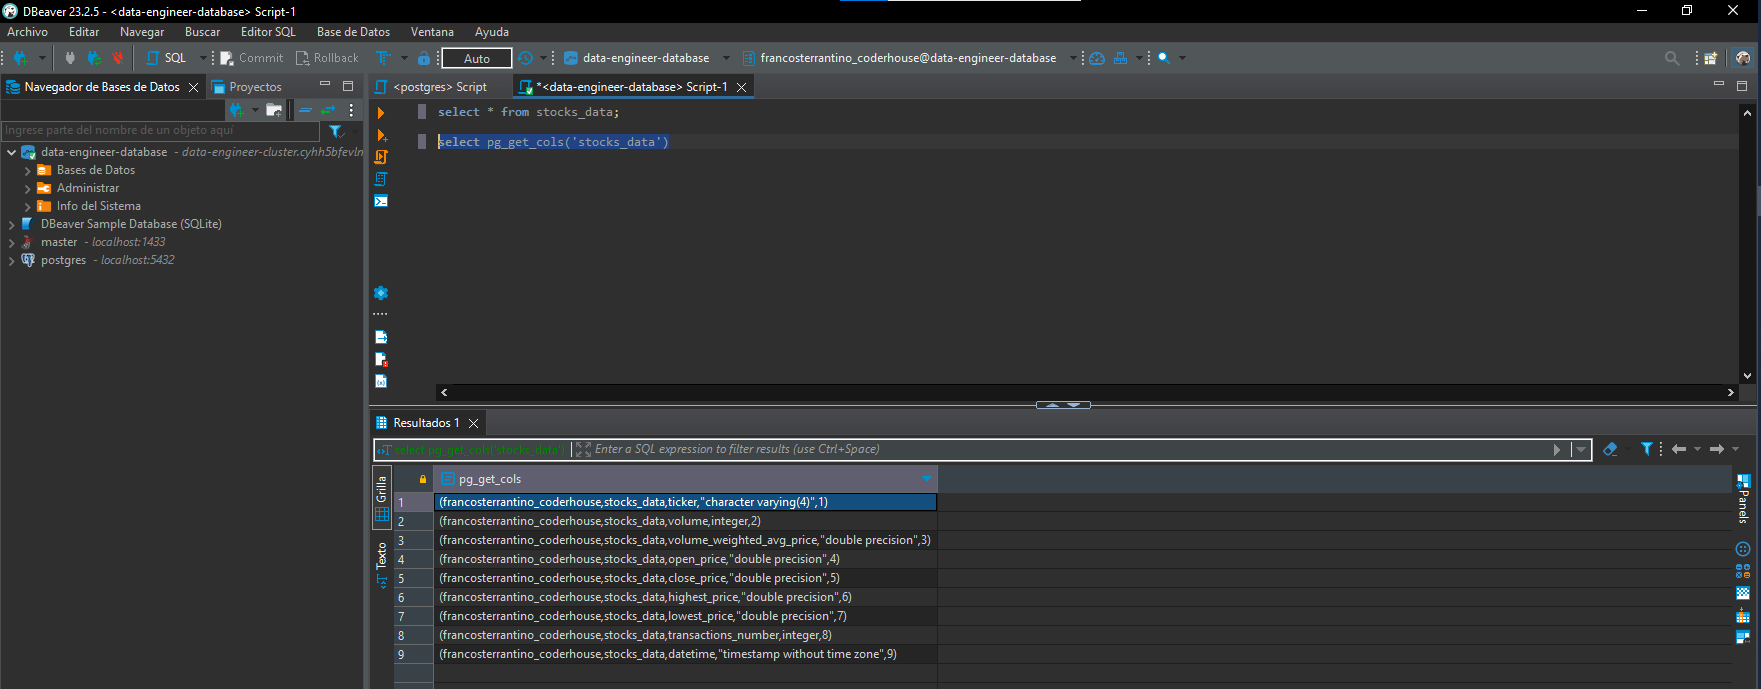 DBeaver 23.2.5 - <data-engineer-database> Script-1
Archivo Editar Navegar Buscar Editor SQL Base de Datos Ventana Ayuda
SQL Commit Rollback Auto data-engineer-database francosterrantino_coderhouse@data-engineer-database
Navegador de Bases de Datos Proyectos
<postgres> Script *<data-engineer-database> Script-1
Ingrese parte del nombre de un objeto aquí
data-engineer-database - data-engineer-cluster.cyhh5bfevln
Bases de Datos
Administrar
Info del Sistema
DBeaver Sample Database (SQLite)
master - localhost:1433
postgres - localhost:5432
select * from stocks_data;
select pg_get_cols('stocks_data')
Resultados 1
select pg_get_cols('stocks_data') Enter a SQL expression to filter results (use Ctrl+Space)
Grilla
Texto
pg_get_cols
1 (francosterrantino_coderhouse,stocks_data,ticker,"character varying(4)",1)
2 (francosterrantino_coderhouse,stocks_data,volume,integer,2)
3 (francosterrantino_coderhouse,stocks_data,volume_weighted_avg_price,"double precision",3)
4 (francosterrantino_coderhouse,stocks_data,open_price,"double precision",4)
5 (francosterrantino_coderhouse,stocks_data,close_price,"double precision",5)
6 (francosterrantino_coderhouse,stocks_data,highest_price,"double precision",6)
7 (francosterrantino_coderhouse,stocks_data,lowest_price,"double precision",7)
8 (francosterrantino_coderhouse,stocks_data,transactions_number,integer,8)
9 (francosterrantino_coderhouse,stocks_data,datetime,"timestamp without time zone",9)
Panels